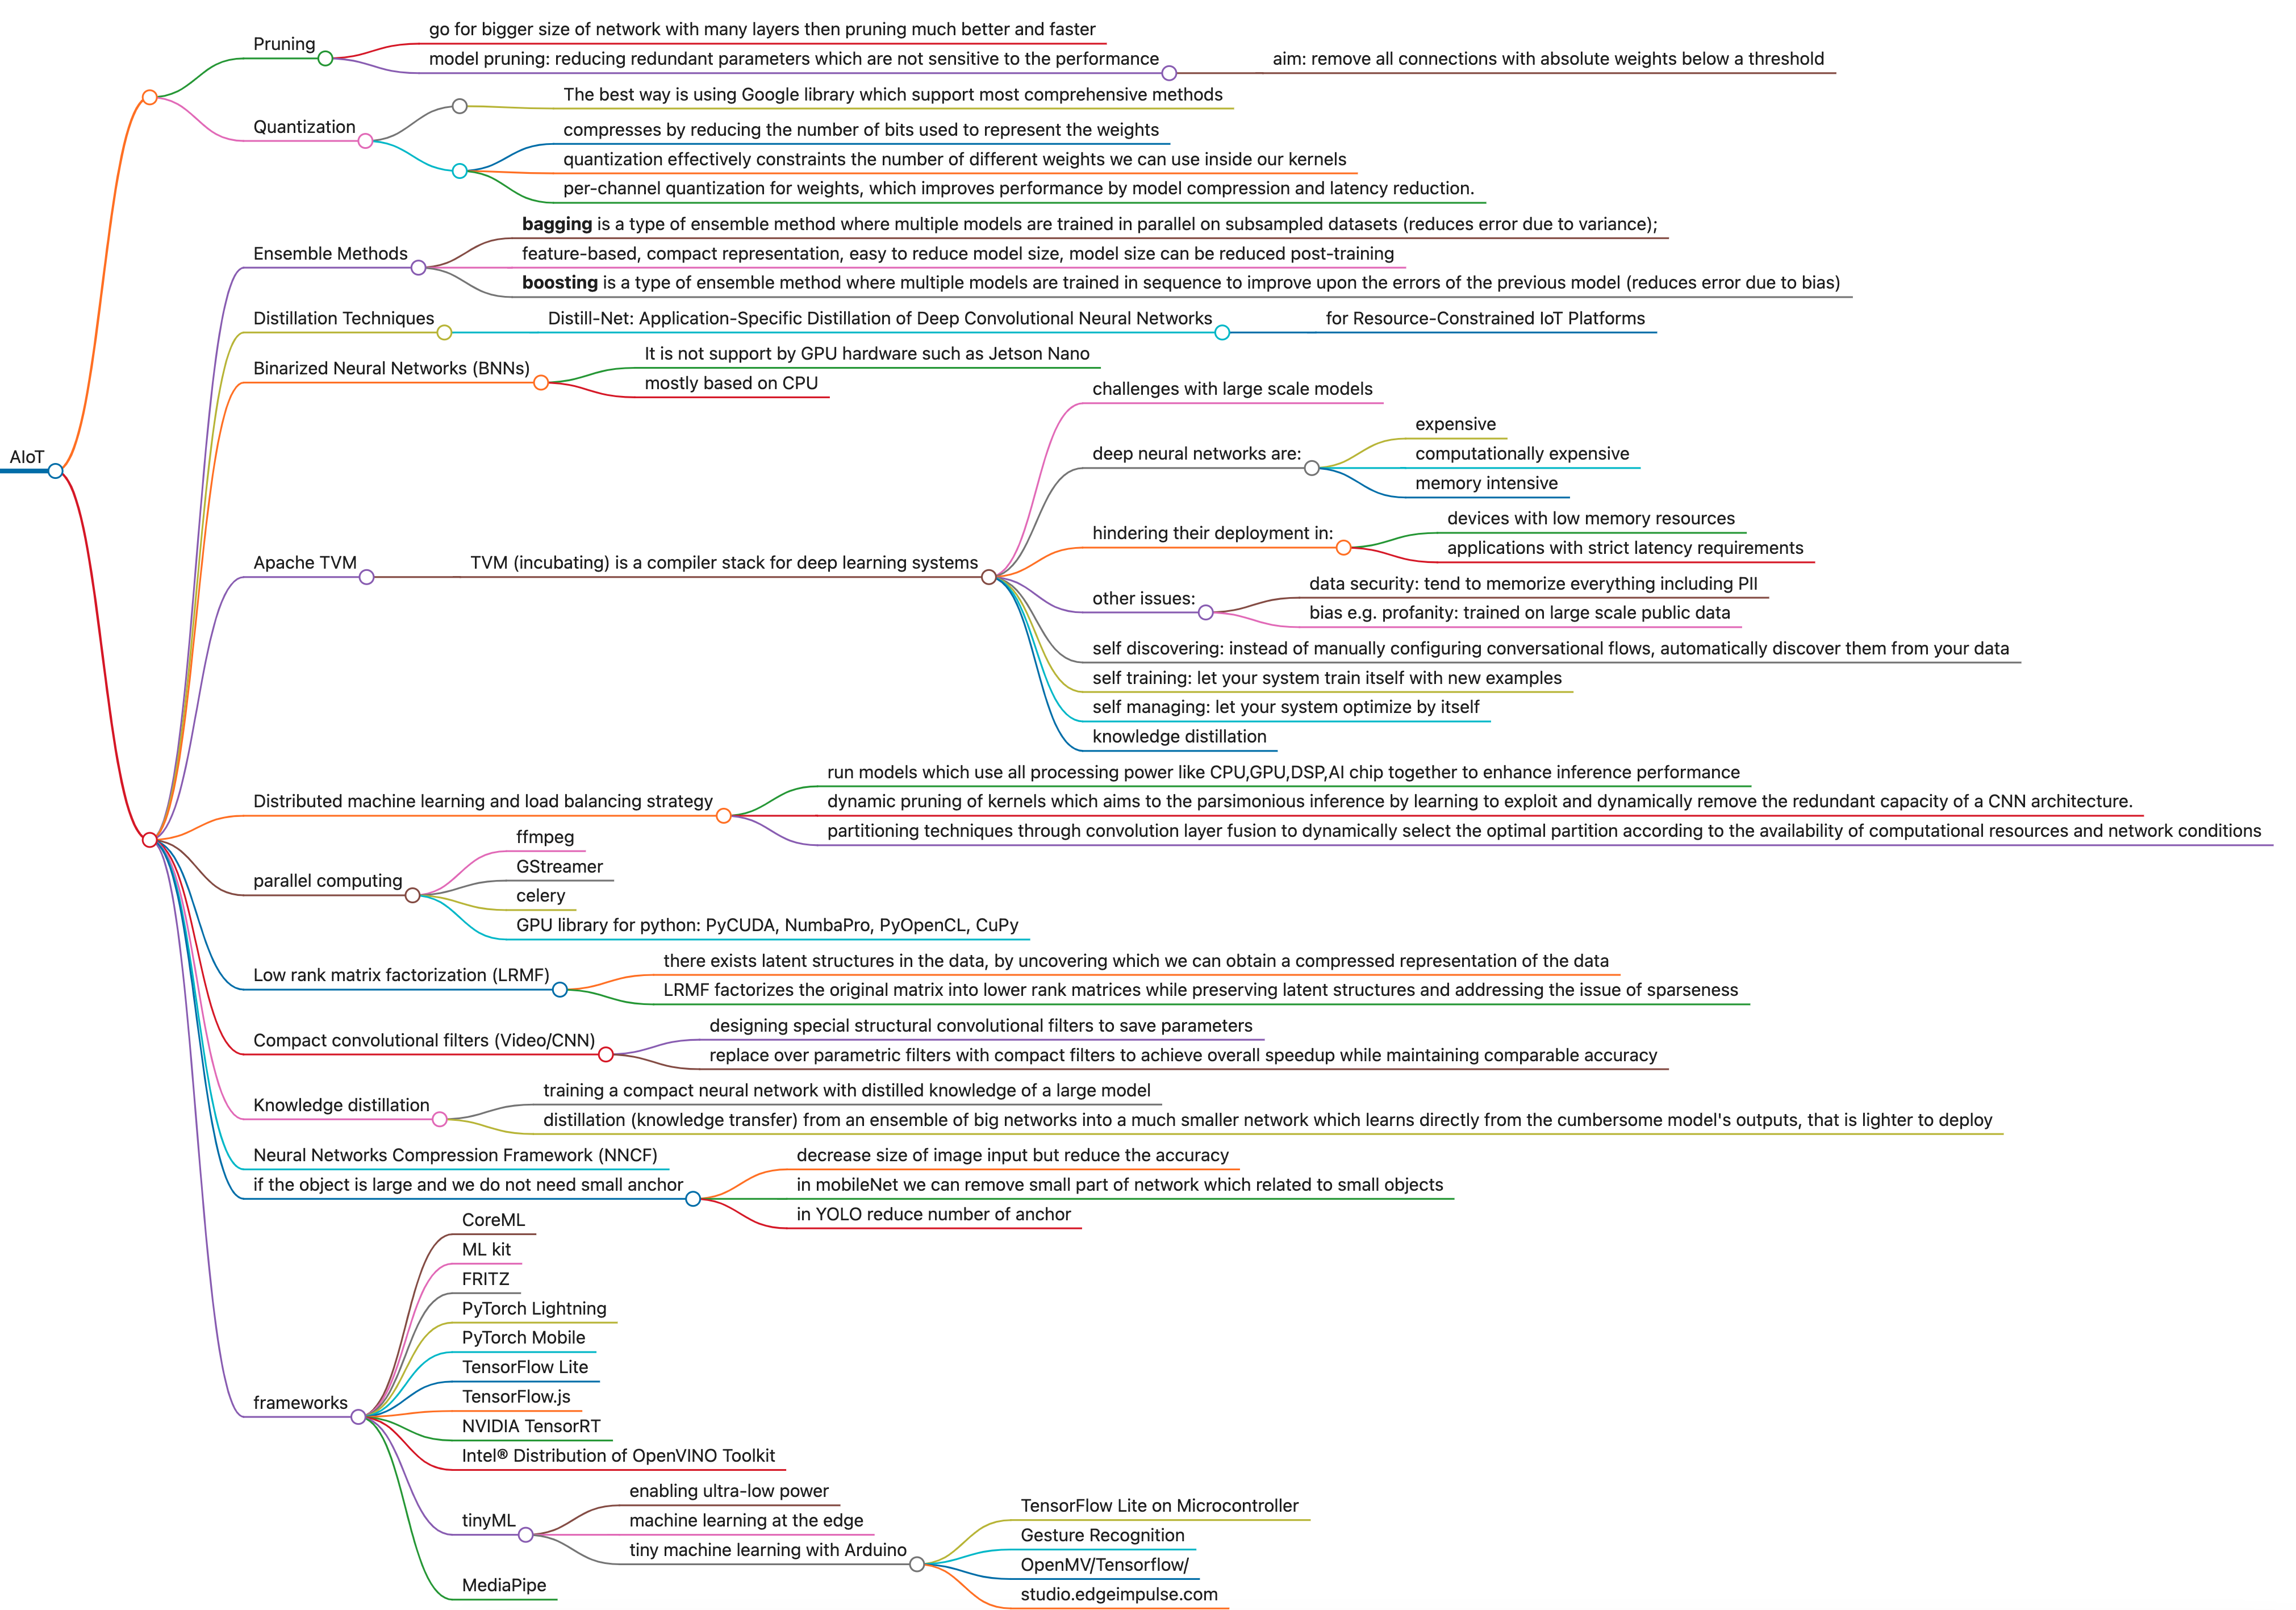 AIoT
Pruning
go for bigger size of network with many layers then pruning much better and faster
model pruning: reducing redundant parameters which are not sensitive to the performance
aim: remove all connections with absolute weights below a threshold
Quantization
The best way is using Google library which support most comprehensive methods
compresses by reducing the number of bits used to represent the weights
quantization effectively constraints the number of different weights we can use inside our kernels
per-channel quantization for weights, which improves performance by model compression and latency reduction.
Ensemble Methods
bagging is a type of ensemble method where multiple models are trained in parallel on subsampled datasets (reduces error due to variance);
feature-based, compact representation, easy to reduce model size, model size can be reduced post-training
boosting is a type of ensemble method where multiple models are trained in sequence to improve upon the errors of the previous model (reduces error due to bias)
Distillation Techniques
Distill-Net: Application-Specific Distillation of Deep Convolutional Neural Networks
for Resource-Constrained IoT Platforms
Binarized Neural Networks (BNNs)
It is not support by GPU hardware such as Jetson Nano
mostly based on CPU
Apache TVM
TVM (incubating) is a compiler stack for deep learning systems
challenges with large scale models
deep neural networks are:
expensive
computationally expensive
memory intensive
hindering their deployment in:
devices with low memory resources
applications with strict latency requirements
other issues:
data security: tend to memorize everything including PII
bias e.g. profanity: trained on large scale public data
self discovering: instead of manually configuring conversational flows, automatically discover them from your data
self training: let your system train itself with new examples
self managing: let your system optimize by itself
knowledge distillation
Distributed machine learning and load balancing strategy
run models which use all processing power like CPU,GPU,DSP,AI chip together to enhance inference performance
dynamic pruning of kernels which aims to the parsimonious inference by learning to exploit and dynamically remove the redundant capacity of a CNN architecture.
partitioning techniques through convolution layer fusion to dynamically select the optimal partition according to the availability of computational resources and network conditions
parallel computing
ffmpeg
GStreamer
celery
GPU library for python: PyCUDA, NumbaPro, PyOpenCL, CuPy
Low rank matrix factorization (LRMF)
there exists latent structures in the data, by uncovering which we can obtain a compressed representation of the data
LRMF factorizes the original matrix into lower rank matrices while preserving latent structures and addressing the issue of sparseness
Compact convolutional filters (Video/CNN)
designing special structural convolutional filters to save parameters
replace over parametric filters with compact filters to achieve overall speedup while maintaining comparable accuracy
Knowledge distillation
training a compact neural network with distilled knowledge of a large model
distillation (knowledge transfer) from an ensemble of big networks into a much smaller network which learns directly from the cumbersome model's outputs, that is lighter to deploy
Neural Networks Compression Framework (NNCF)
if the object is large and we do not need small anchor
decrease size of image input but reduce the accuracy
in mobileNet we can remove small part of network which related to small objects
in YOLO reduce number of anchor
frameworks
CoreML
ML kit
FRITZ
PyTorch Lightning
PyTorch Mobile
TensorFlow Lite
TensorFlow.js
NVIDIA TensorRT
Intel® Distribution of OpenVINO Toolkit
tinyML
enabling ultra-low power
machine learning at the edge
tiny machine learning with Arduino
TensorFlow Lite on Microcontroller
Gesture Recognition
OpenMV/Tensorflow/
studio.edgeimpulse.com
MediaPipe